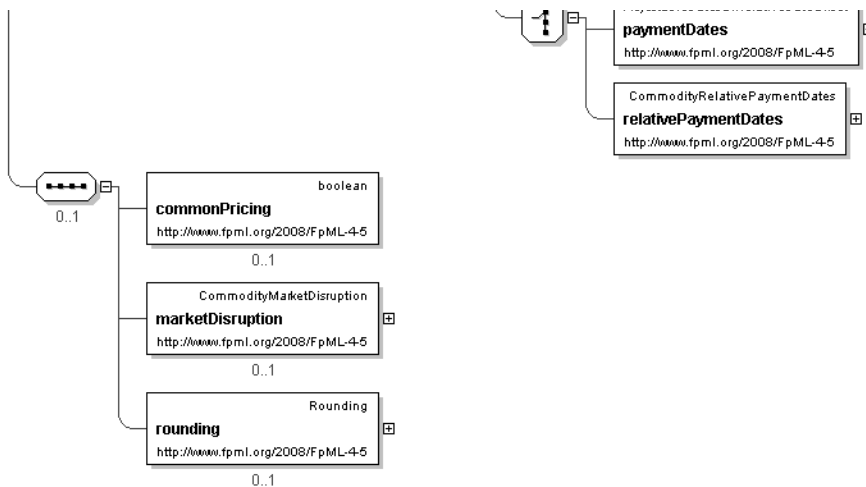 paymentDates
http://www.fpml.org/2008/FpML-4-5
CommodityRelativePaymentDates
relativePaymentDates
http://www.fpml.org/2008/FpML-4-5
0..1
boolean
commonPricing
http://www.fpml.org/2008/FpML-4-5
0..1
CommodityMarketDisruption
marketDisruption
http://www.fpml.org/2008/FpML-4-5
0..1
Rounding
rounding
http://www.fpml.org/2008/FpML-4-5
0..1